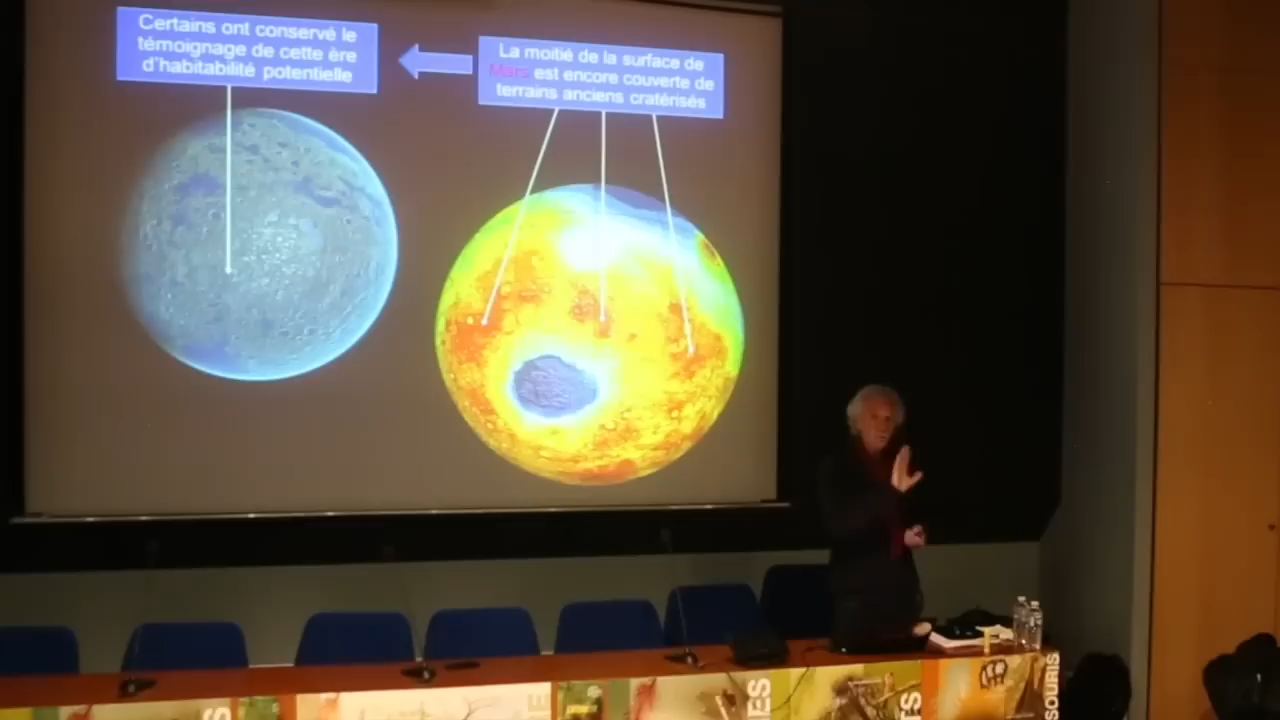 Certains ont conservé le
témoignage de cette ère
d'habitabilité potentielle
La moitié de la surface de
Mars est encore couverte de
terrains anciens cratérisés
SOURIS